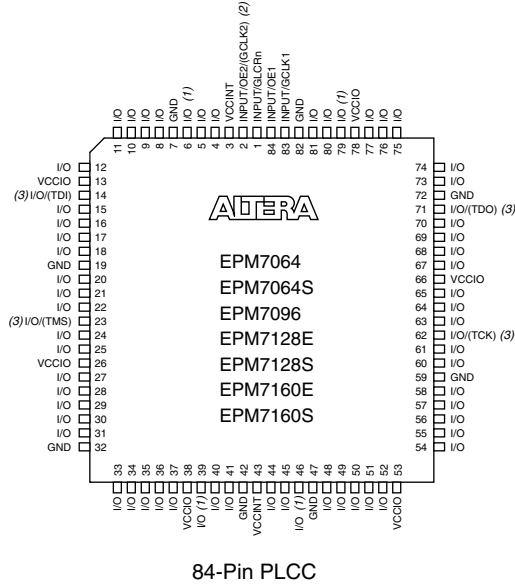 I/O
I/O
I/O
I/O
GND
I/O (1)
I/O
I/O
VCCINT
INPUT/OE2/(GCLK2) (2)
INPUT/GLCRn
INPUT/OE1
INPUT/GCLK1
GND
I/O
I/O
I/O (1)
VCCIO
I/O
I/O
I/O
11 10 9 8 7 6 5 4 3 2 1 84 83 82 81 80 79 78 77 76 75
I/O 12
VCCIO 13
(3) I/O/(TDI) 14
I/O 15
I/O 16
I/O 17
I/O 18
GND 19
I/O 20
I/O 21
I/O 22
(3) I/O/(TMS) 23
I/O 24
I/O 25
VCCIO 26
I/O 27
I/O 28
I/O 29
I/O 30
I/O 31
GND 32
ALTERA
EPM7064
EPM7064S
EPM7096
EPM7128E
EPM7128S
EPM7160E
EPM7160S
74 I/O
73 I/O
72 GND
71 I/O/(TDO) (3)
70 I/O
69 I/O
68 I/O
67 I/O
66 VCCIO
65 I/O
64 I/O
63 I/O
62 I/O/(TCK) (3)
61 I/O
60 I/O
59 GND
58 I/O
57 I/O
56 I/O
55 I/O
54 I/O
33 34 35 36 37 38 39 40 41 42 43 44 45 46 47 48 49 50 51 52 53
I/O
I/O
I/O
I/O
I/O
VCCIO
I/O (1)
I/O
I/O
GND
VCCINT
I/O
I/O
I/O (1)
GND
I/O
I/O
I/O
I/O
I/O
VCCIO
84-Pin PLCC